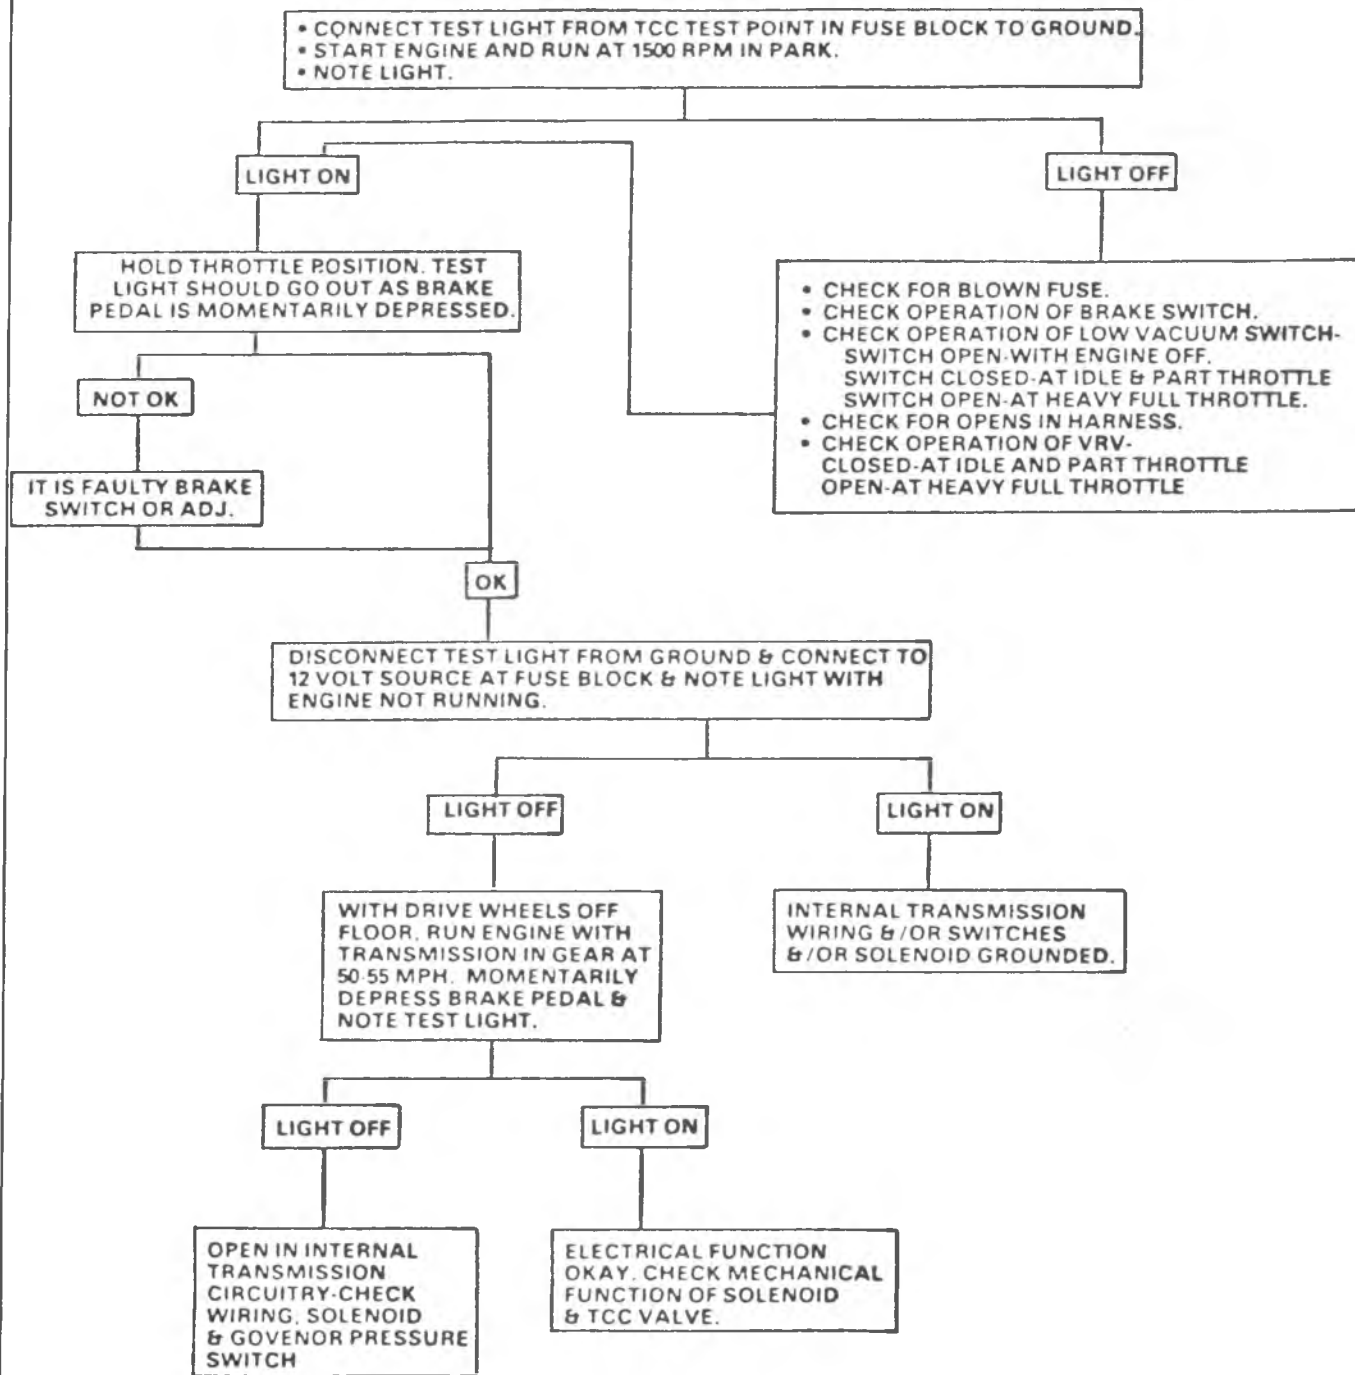 • CONNECT TEST LIGHT FROM TCC TEST POINT IN FUSE BLOCK TO GROUND.
• START ENGINE AND RUN AT 1500 RPM IN PARK.
• NOTE LIGHT.
LIGHT ON
LIGHT OFF
HOLD THROTTLE POSITION. TEST
LIGHT SHOULD GO OUT AS BRAKE
PEDAL IS MOMENTARILY DEPRESSED.
• CHECK FOR BLOWN FUSE.
• CHECK OPERATION OF BRAKE SWITCH.
• CHECK OPERATION OF LOW VACUUM SWITCH-
SWITCH OPEN-WITH ENGINE OFF.
SWITCH CLOSED-AT IDLE & PART THROTTLE
SWITCH OPEN-AT HEAVY FULL THROTTLE.
• CHECK FOR OPENS IN HARNESS.
• CHECK OPERATION OF VRV-
CLOSED-AT IDLE AND PART THROTTLE
OPEN-AT HEAVY FULL THROTTLE
NOT OK
IT IS FAULTY BRAKE
SWITCH OR ADJ.
OK
DISCONNECT TEST LIGHT FROM GROUND & CONNECT TO
12 VOLT SOURCE AT FUSE BLOCK & NOTE LIGHT WITH
ENGINE NOT RUNNING.
LIGHT OFF
LIGHT ON
WITH DRIVE WHEELS OFF
FLOOR, RUN ENGINE WITH
TRANSMISSION IN GEAR AT
50-55 MPH. MOMENTARILY
DEPRESS BRAKE PEDAL &
NOTE TEST LIGHT.
INTERNAL TRANSMISSION
WIRING &/OR SWITCHES
&/OR SOLENOID GROUNDED.
LIGHT OFF
LIGHT ON
OPEN IN INTERNAL
TRANSMISSION
CIRCUITRY-CHECK
WIRING, SOLENOID
& GOVENOR PRESSURE
SWITCH
ELECTRICAL FUNCTION
OKAY. CHECK MECHANICAL
FUNCTION OF SOLENOID
& TCC VALVE.